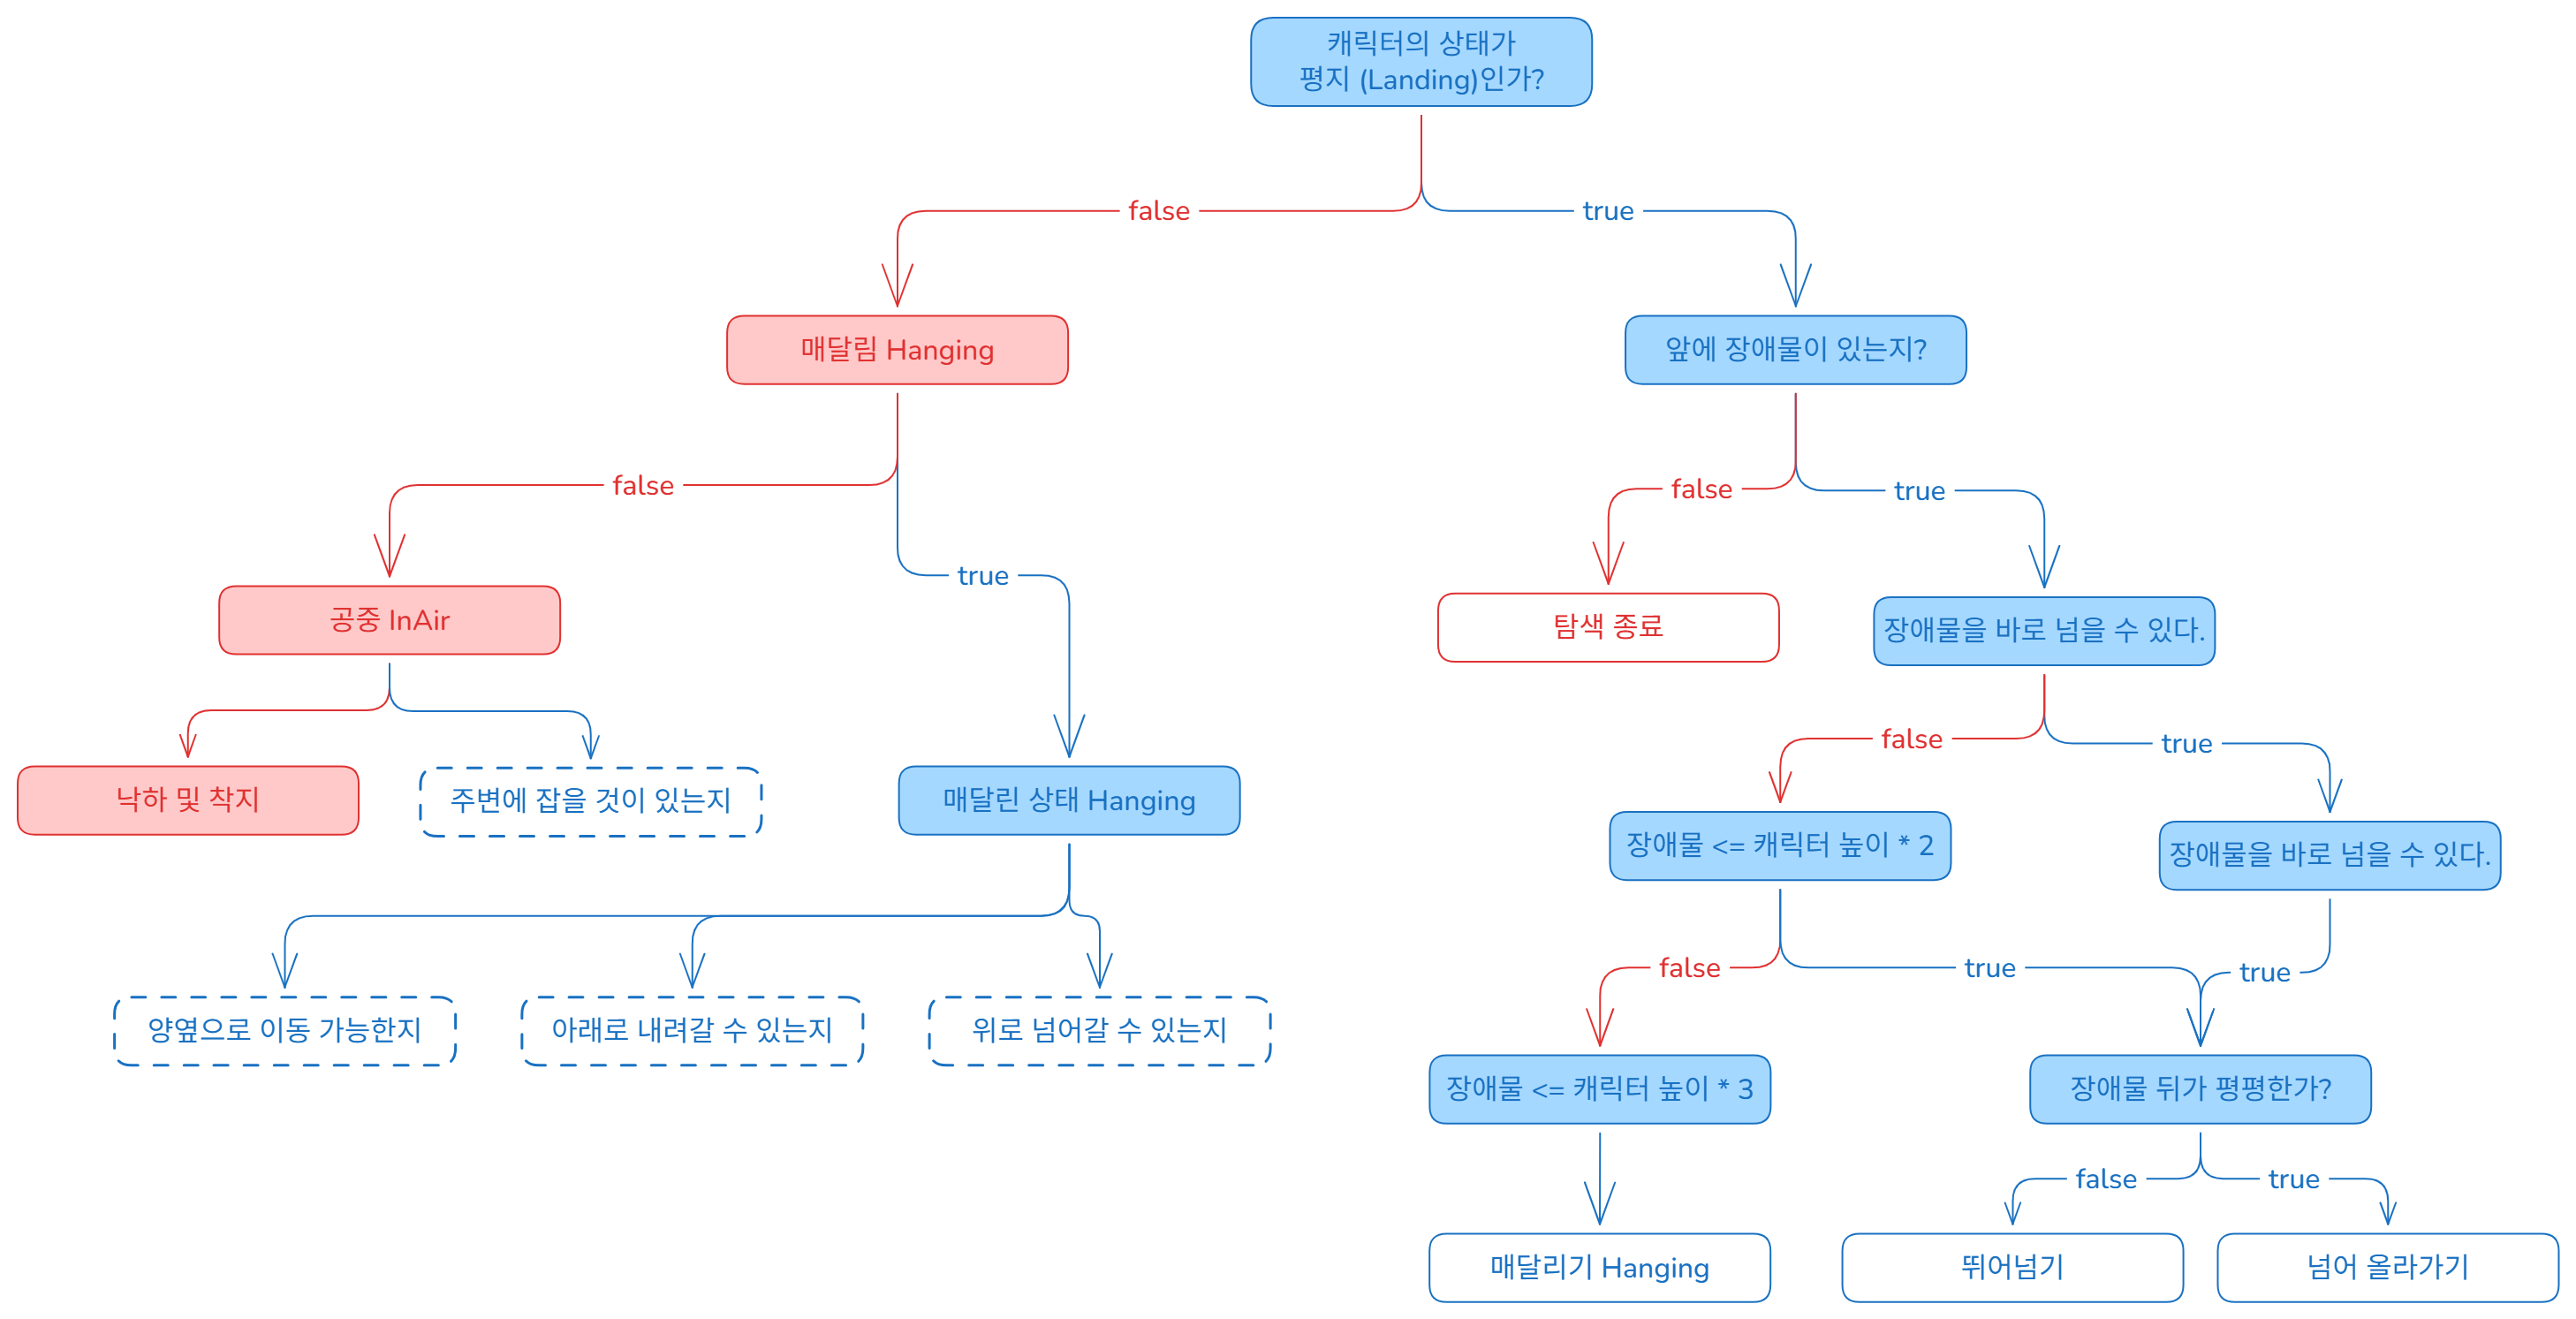 캐릭터의 상태가
평지 (Landing)인가?
false
true
매달림 Hanging
앞에 장애물이 있는지?
false
true
false
true
공중 InAir
탐색 종료
장애물을 바로 넘을 수 있다.
false
true
낙하 및 착지
주변에 잡을 것이 있는지
매달린 상태 Hanging
장애물 <= 캐릭터 높이 * 2
장애물을 바로 넘을 수 있다.
false
true
true
양옆으로 이동 가능한지
아래로 내려갈 수 있는지
위로 넘어갈 수 있는지
장애물 <= 캐릭터 높이 * 3
장애물 뒤가 평평한가?
false
true
매달리기 Hanging
뛰어넘기
넘어 올라가기